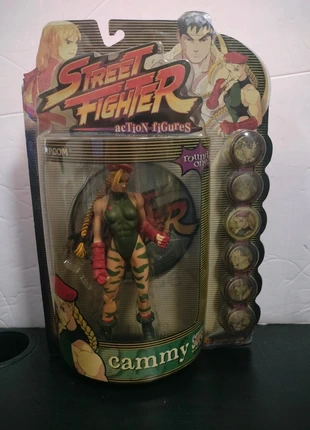 STREET
FIGHTER
acTion figures
round
one
cammy